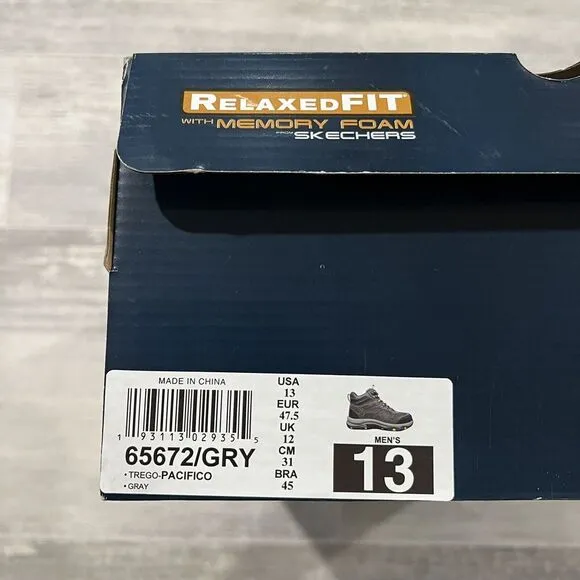 RELAXEDFIT®
WITH MEMORY FOAM
FROM SKECHERS
MADE IN CHINA
1 93113 02935 5
65672/GRY
• TREGO-PACIFICO
• GRAY
USA
13
EUR
47.5
UK
12
CM
31
BRA
45
MEN'S
13